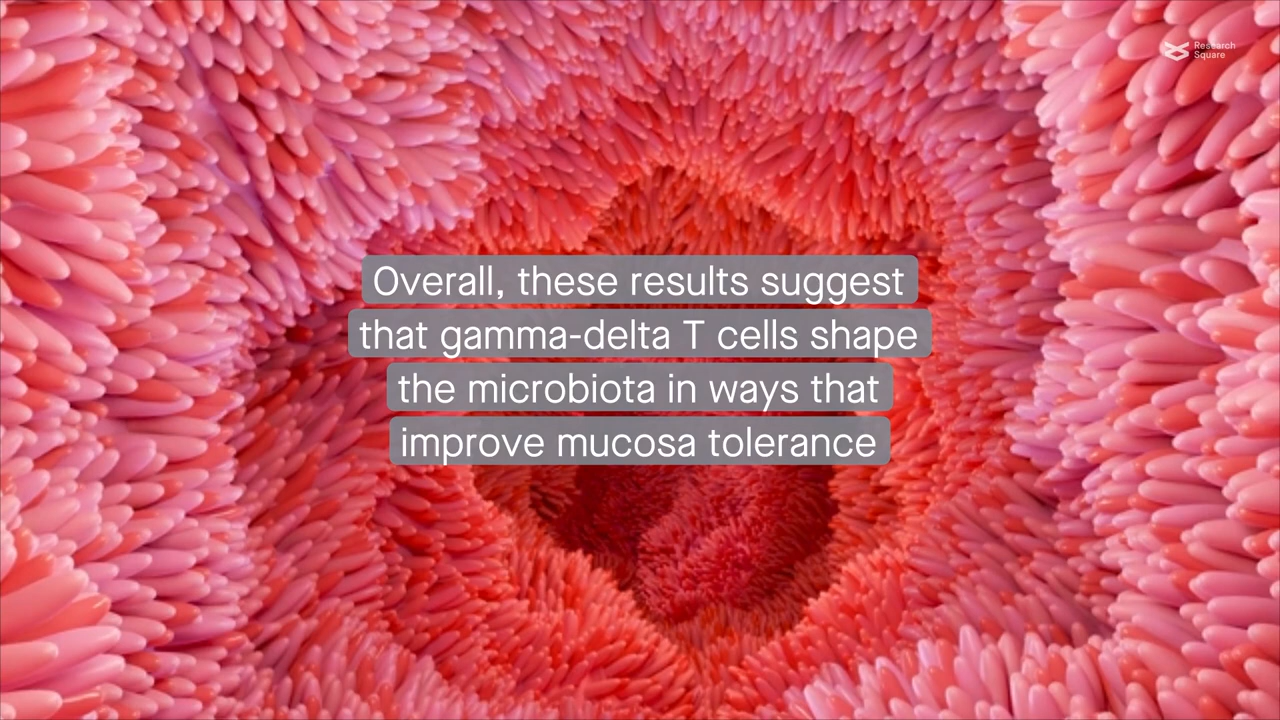 Research
Square
Overall, these results suggest
that gamma-delta T cells shape
the microbiota in ways that
improve mucosa tolerance